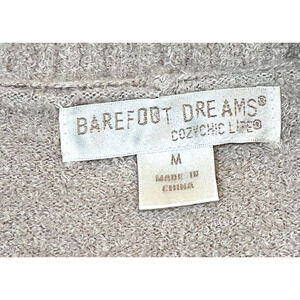 BAREFOOT DREAMS®
COZYCHIC LITE®
M
MADE IN
CHINA